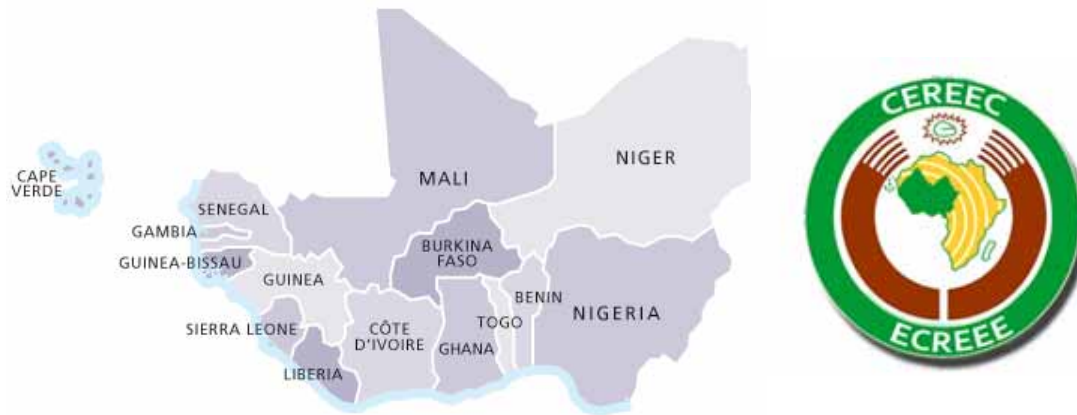 CAPE
VERDE
SENEGAL
GAMBIA
GUINEA-BISSAU
GUINEA
SIERRA LEONE
LIBERIA
MALI
BURKINA
FASO
CÔTE
D'IVOIRE
GHANA
TOGO
BENIN
NIGER
NIGERIA
CEREEC
ECREEE